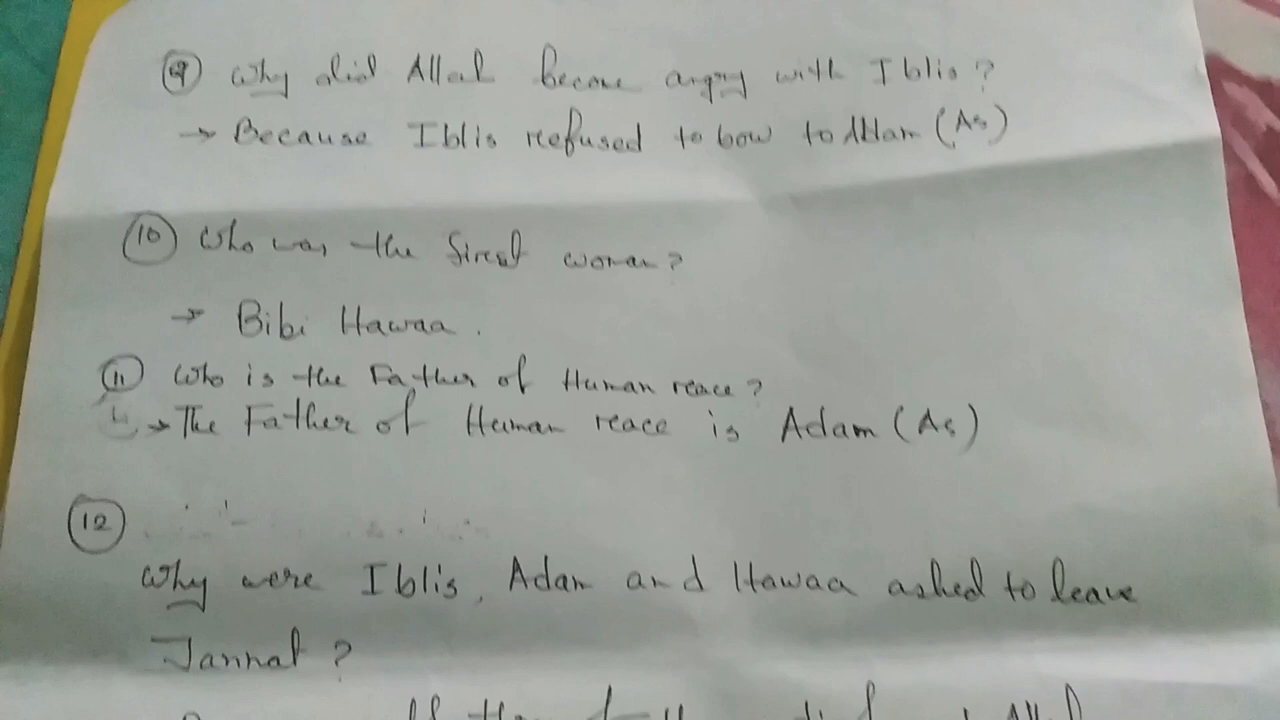 9 Why did Allah become angry with Iblis?
→ Because Iblis refused to bow to Adam (As)
10 Who was the first woman?
→ Bibi Hawaa.
11 Who is the Father of Human reace?
→ The Father of Human reace is Adam (As)
12
Why were Iblis, Adam and Hawaa asked to leave
Jannat?